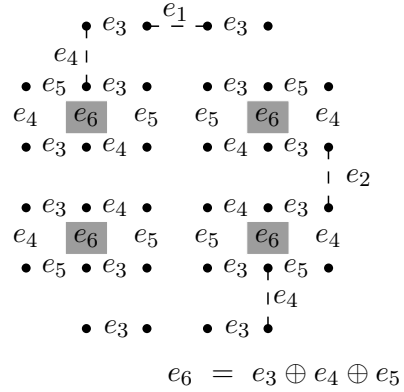 e₃ e₁ e₃
e₄
e₅ e₃ e₃ e₅
e₄ e₆ e₅ e₅ e₆ e₄
e₃ e₄ e₄ e₃
e₂
e₃ e₄ e₄ e₃
e₄ e₆ e₅ e₅ e₆ e₄
e₅ e₃ e₃ e₅
e₄
e₃ e₃
e₆ = e₃ ⊕ e₄ ⊕ e₅